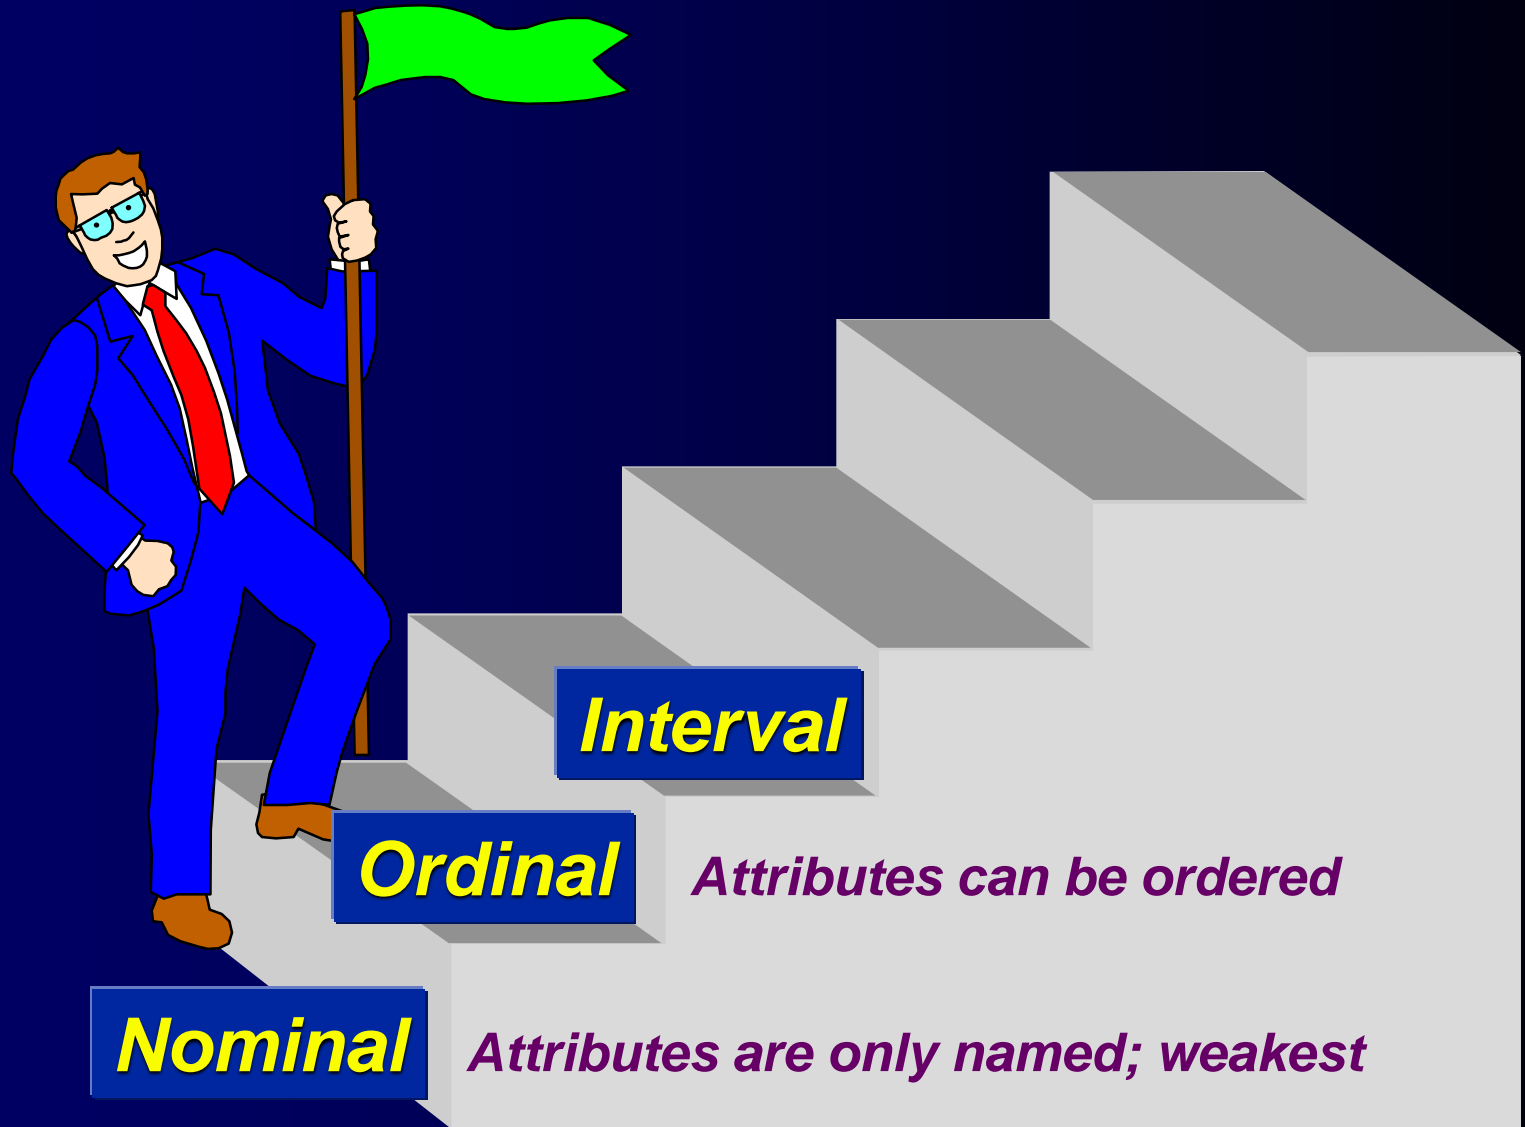 Interval
Ordinal
Attributes can be ordered
Nominal
Attributes are only named; weakest